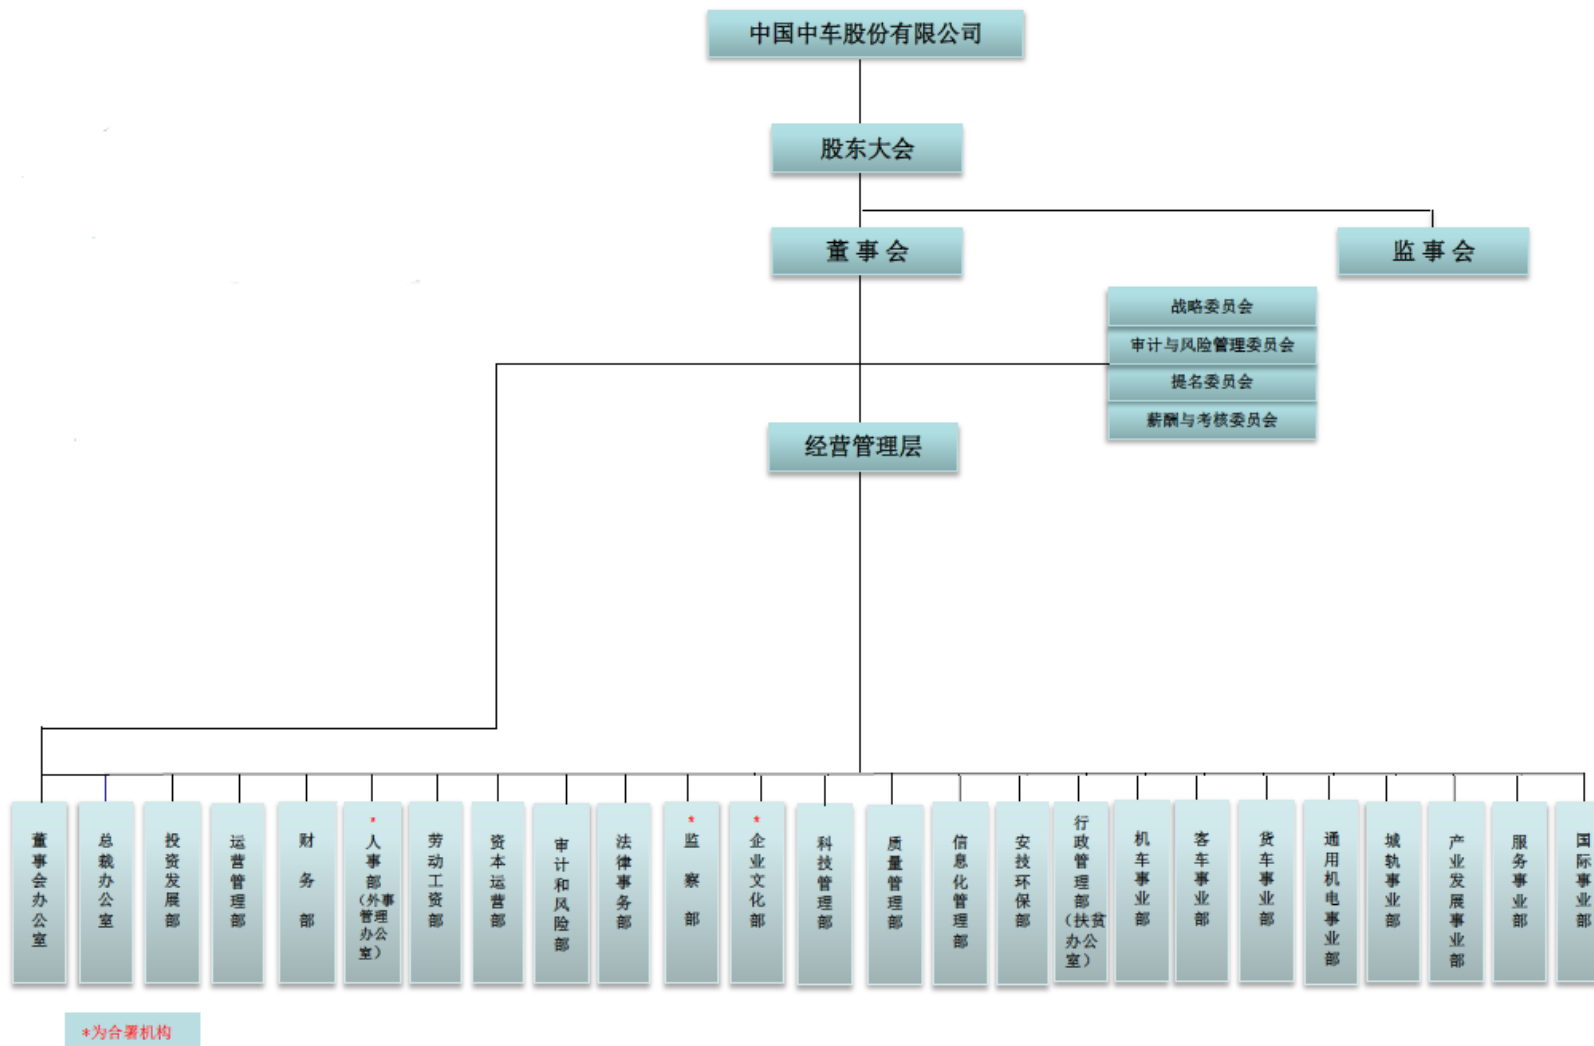 中国中车股份有限公司
股东大会
董事会
监事会
战略委员会
审计与风险管理委员会
提名委员会
薪酬与考核委员会
经营管理层
董事会办公室
总裁办公室
投资发展部
运营管理部
财务部
*人事部（外事管理办公室）
劳动工资部
资本运营部
审计和风险部
法律事务部
*监察部
*企业文化部
科技管理部
质量管理部
信息化管理部
安技环保部
行政管理部（扶贫办公室）
机车事业部
客车事业部
货车事业部
通用机电事业部
城轨事业部
产业发展事业部
服务事业部
国际事业部
*为合署机构